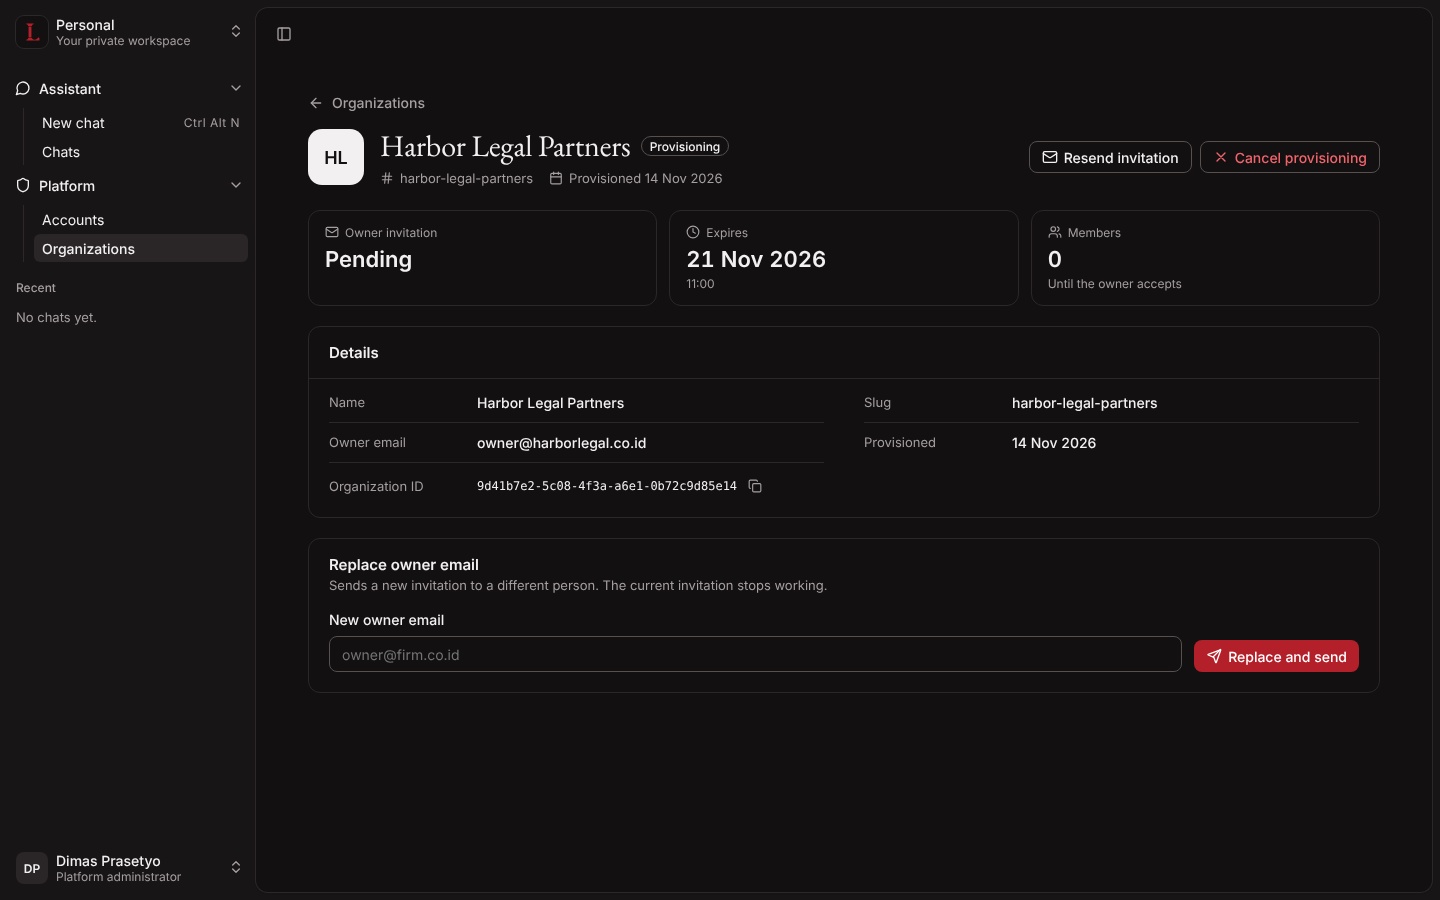 L
Personal
Your private workspace
Assistant
New chat
Ctrl Alt N
Chats
Platform
Accounts
Organizations
Recent
No chats yet.
DP
Dimas Prasetyo
Platform administrator
Organizations
HL
Harbor Legal Partners
Provisioning
harbor-legal-partners
Provisioned 14 Nov 2026
Resend invitation
Cancel provisioning
Owner invitation
Pending
Expires
21 Nov 2026
11:00
Members
0
Until the owner accepts
Details
Name
Harbor Legal Partners
Slug
harbor-legal-partners
Owner email
owner@harborlegal.co.id
Provisioned
14 Nov 2026
Organization ID
9d41b7e2-5c08-4f3a-a6e1-0b72c9d85e14
Replace owner email
Sends a new invitation to a different person. The current invitation stops working.
New owner email
owner@firm.co.id
Replace and send